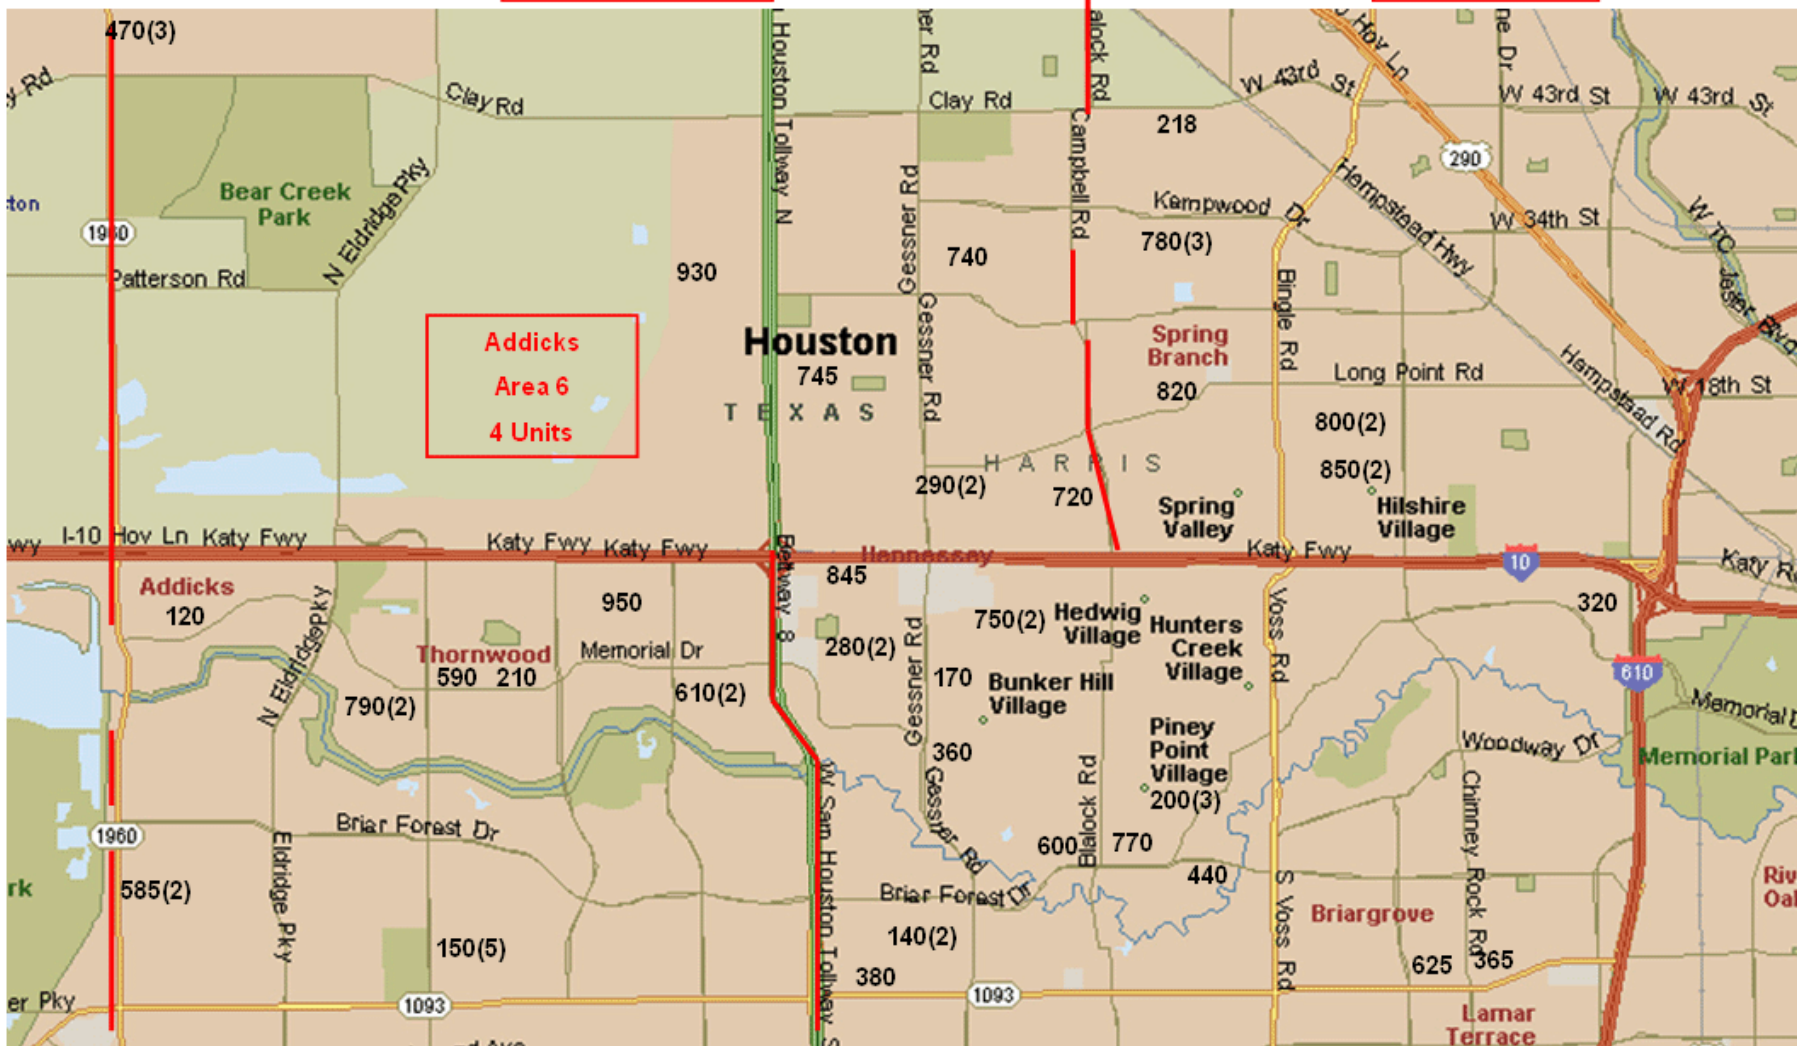 470(3)
Houston Tollway N
Hov Ln
W 43rd St
W 43rd St
W 43rd St
Clay Rd
Clay Rd
Campbell Rd
218
290
Bear Creek
Park
N Eldridge Pky
Gessner Rd
Kempwood Dr
Hempstead Hwy
W 34th St
1960
740
780(3)
930
Patterson Rd
Gessner Rd
Bingle Rd
Addicks
Area 6
4 Units
Houston
745
TEXAS
Spring
Branch
820
Long Point Rd
Hempstead Rd
W 18th St
800(2)
850(2)
HARRIS
290(2)
720
Spring
Valley
Hilshire
Village
I-10 Hov Ln
Katy Fwy
Katy Fwy
Katy Fwy
Hennessey
Katy Fwy
10
Beltway 8
845
Addicks
120
950
750(2)
Hedwig
Village
Hunters
Creek
Village
320
Voss Rd
N Eldridge Pky
Thornwood
590
210
Memorial Dr
610(2)
280(2)
Gessner Rd
170
Bunker Hill
Village
790(2)
610
360
Piney
Point
Village
200(3)
Woodway Dr
1960
Briar Forest Dr
W Sam Houston Tollway S
Gessner Rd
600
Blalock Rd
770
440
Chimney Rock Rd
585(2)
Eldridge Pky
150(5)
Briar Forest Dr
140(2)
380
S Voss Rd
Briargrove
625
365
1093
1093
Lamar
Terrace